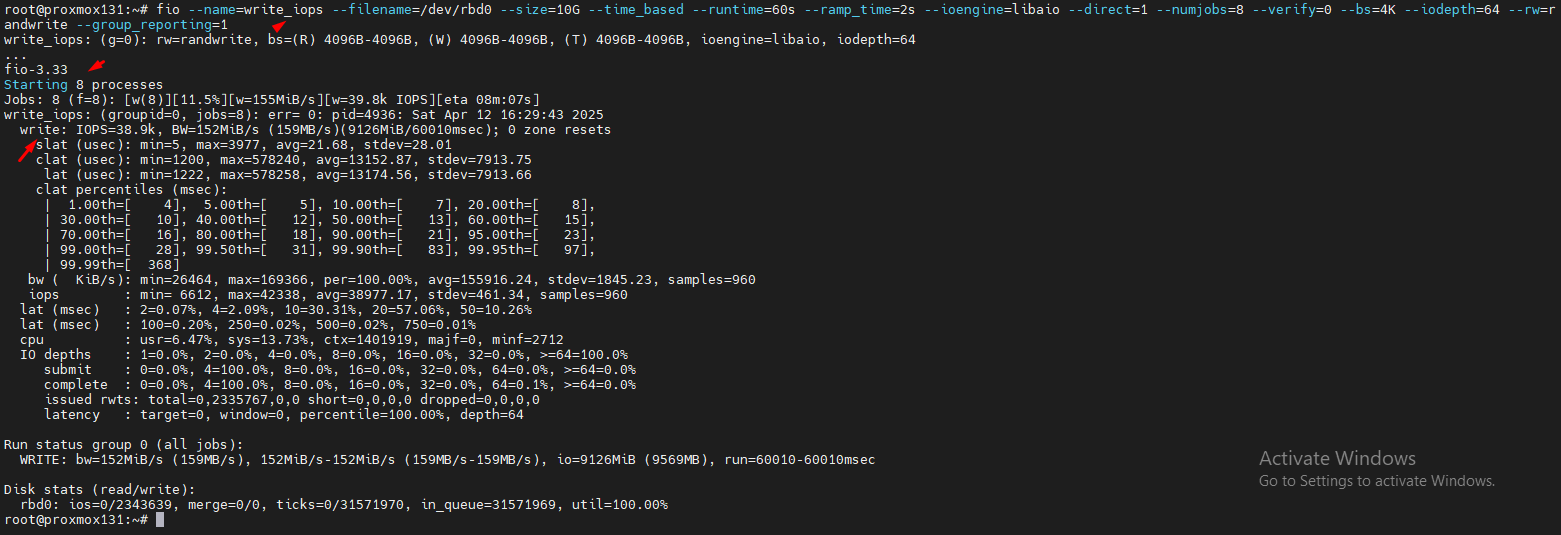 root@proxmox131:~# fio --name=write_iops --filename=/dev/rbd0 --size=10G --time_based --runtime=60s --ramp_time=2s --ioengine=libaio --direct=1 --numjobs=8 --verify=0 --bs=4K --iodepth=64 --rw=r
andwrite --group_reporting=1
write_iops: (g=0): rw=randwrite, bs=(R) 4096B-4096B, (W) 4096B-4096B, (T) 4096B-4096B, ioengine=libaio, iodepth=64
...
fio-3.33
Starting 8 processes
Jobs: 8 (f=8): [w(8)][11.5%][w=155MiB/s][w=39.8k IOPS][eta 08m:07s]
write_iops: (groupid=0, jobs=8): err= 0: pid=4936: Sat Apr 12 16:29:43 2025
  write: IOPS=38.9k, BW=152MiB/s (159MB/s)(9126MiB/60010msec); 0 zone resets
    slat (usec): min=5, max=3977, avg=21.68, stdev=28.01
    clat (usec): min=1200, max=578240, avg=13152.87, stdev=7913.75
     lat (usec): min=1222, max=578258, avg=13174.56, stdev=7913.66
    clat percentiles (msec):
     |  1.00th=[    4],  5.00th=[    5], 10.00th=[    7], 20.00th=[    8],
     | 30.00th=[   10], 40.00th=[   12], 50.00th=[   13], 60.00th=[   15],
     | 70.00th=[   16], 80.00th=[   18], 90.00th=[   21], 95.00th=[   23],
     | 99.00th=[   28], 99.50th=[   31], 99.90th=[   83], 99.95th=[   97],
     | 99.99th=[  368]
   bw (  KiB/s): min=26464, max=169366, per=100.00%, avg=155916.24, stdev=1845.23, samples=960
   iops        : min= 6612, max=42338, avg=38977.17, stdev=461.34, samples=960
  lat (msec)   : 2=0.07%, 4=2.09%, 10=30.31%, 20=57.06%, 50=10.26%
  lat (msec)   : 100=0.20%, 250=0.02%, 500=0.02%, 750=0.01%
  cpu          : usr=6.47%, sys=13.73%, ctx=1401919, majf=0, minf=2712
  IO depths    : 1=0.0%, 2=0.0%, 4=0.0%, 8=0.0%, 16=0.0%, 32=0.0%, >=64=100.0%
     submit    : 0=0.0%, 4=100.0%, 8=0.0%, 16=0.0%, 32=0.0%, 64=0.0%, >=64=0.0%
     complete  : 0=0.0%, 4=100.0%, 8=0.0%, 16=0.0%, 32=0.0%, 64=0.1%, >=64=0.0%
     issued rwts: total=0,2335767,0,0 short=0,0,0,0 dropped=0,0,0,0
     latency   : target=0, window=0, percentile=100.00%, depth=64

Run status group 0 (all jobs):
  WRITE: bw=152MiB/s (159MB/s), 152MiB/s-152MiB/s (159MB/s-159MB/s), io=9126MiB (9569MB), run=60010-60010msec

Disk stats (read/write):
  rbd0: ios=0/2343639, merge=0/0, ticks=0/31571970, in_queue=31571969, util=100.00%
root@proxmox131:~#
Activate Windows
Go to Settings to activate Windows.